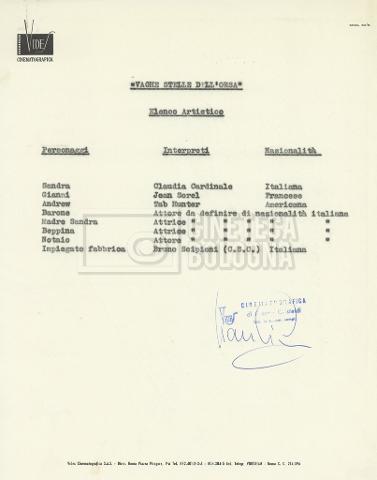 VIDES
CINEMATOGRAFICA
"VAGHE STELLE DELL'ORSA"
Elenco Artistico
Personaggi Interpreti Nazionalità
Sandra Claudia Cardinale Italiana
Gianni Jean Sorel Francese
Andrew Tab Hunter Americana
Barone Attore da definire di nazionalità italiana
Madre Sandra Attrice " " " " "
Beppina Attrice " " " " "
Notaio Attore " " " " "
Impiegato fabbrica Bruno Scipioni (C.S.C.) Italiana
CINETECA
BOLOGNA
CINEMATOGRAFICA